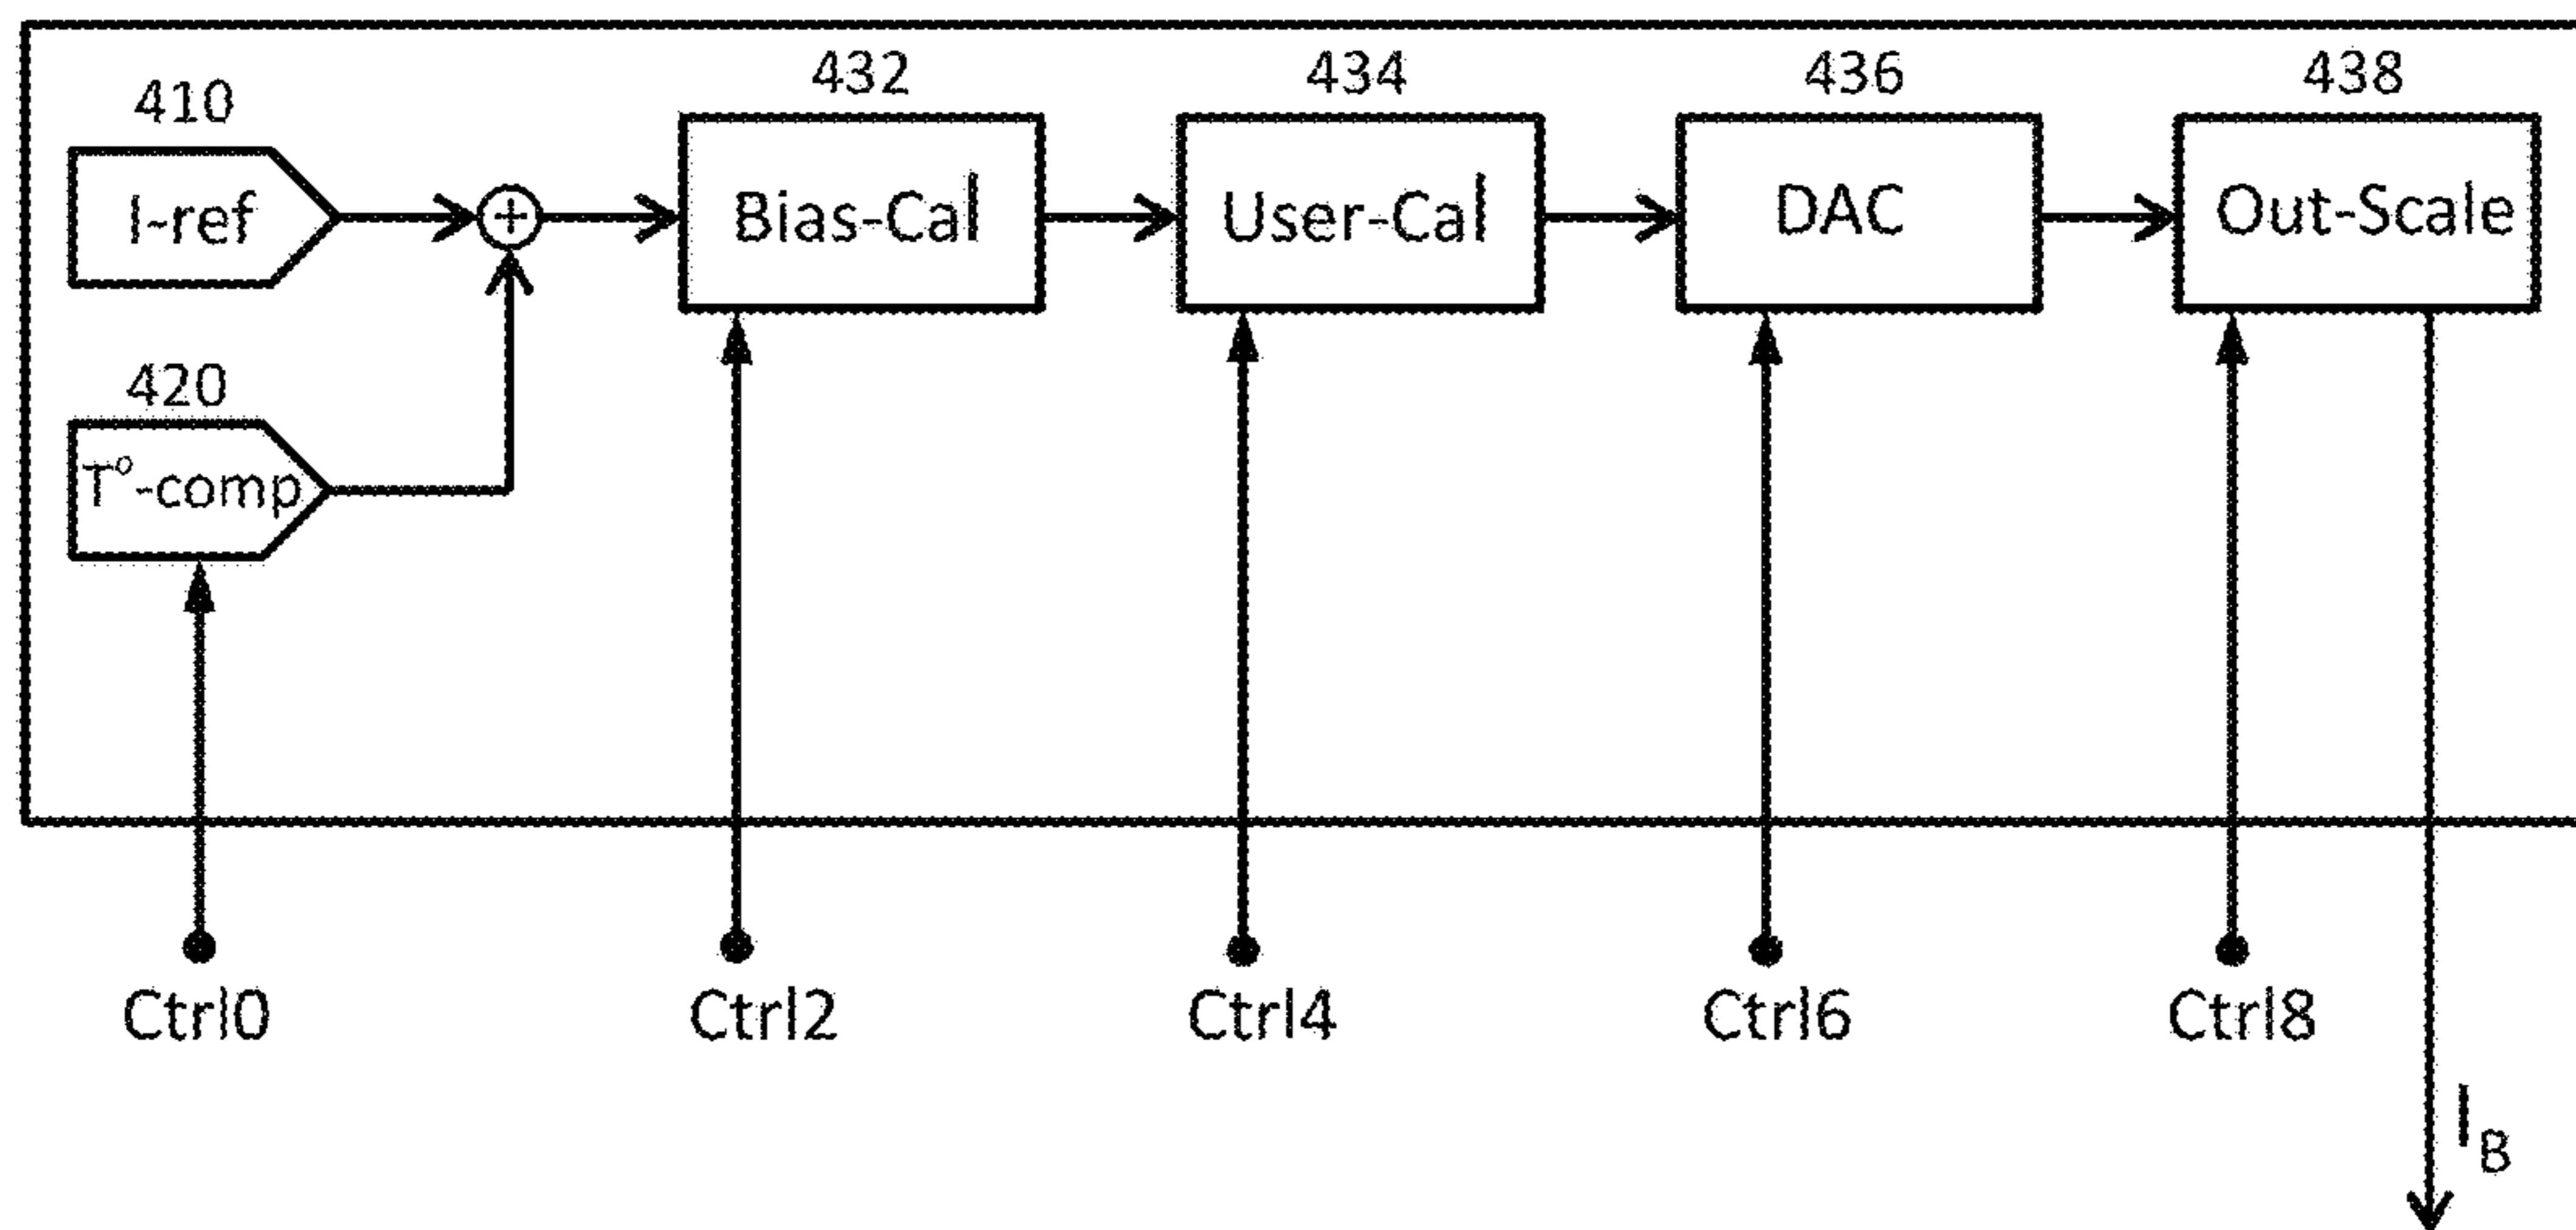 410
432
434
436
438
I-ref
+
Bias-Cal
User-Cal
DAC
Out-Scale
420
T°-comp
Ctrl0
Ctrl2
Ctrl4
Ctrl6
Ctrl8
I_B